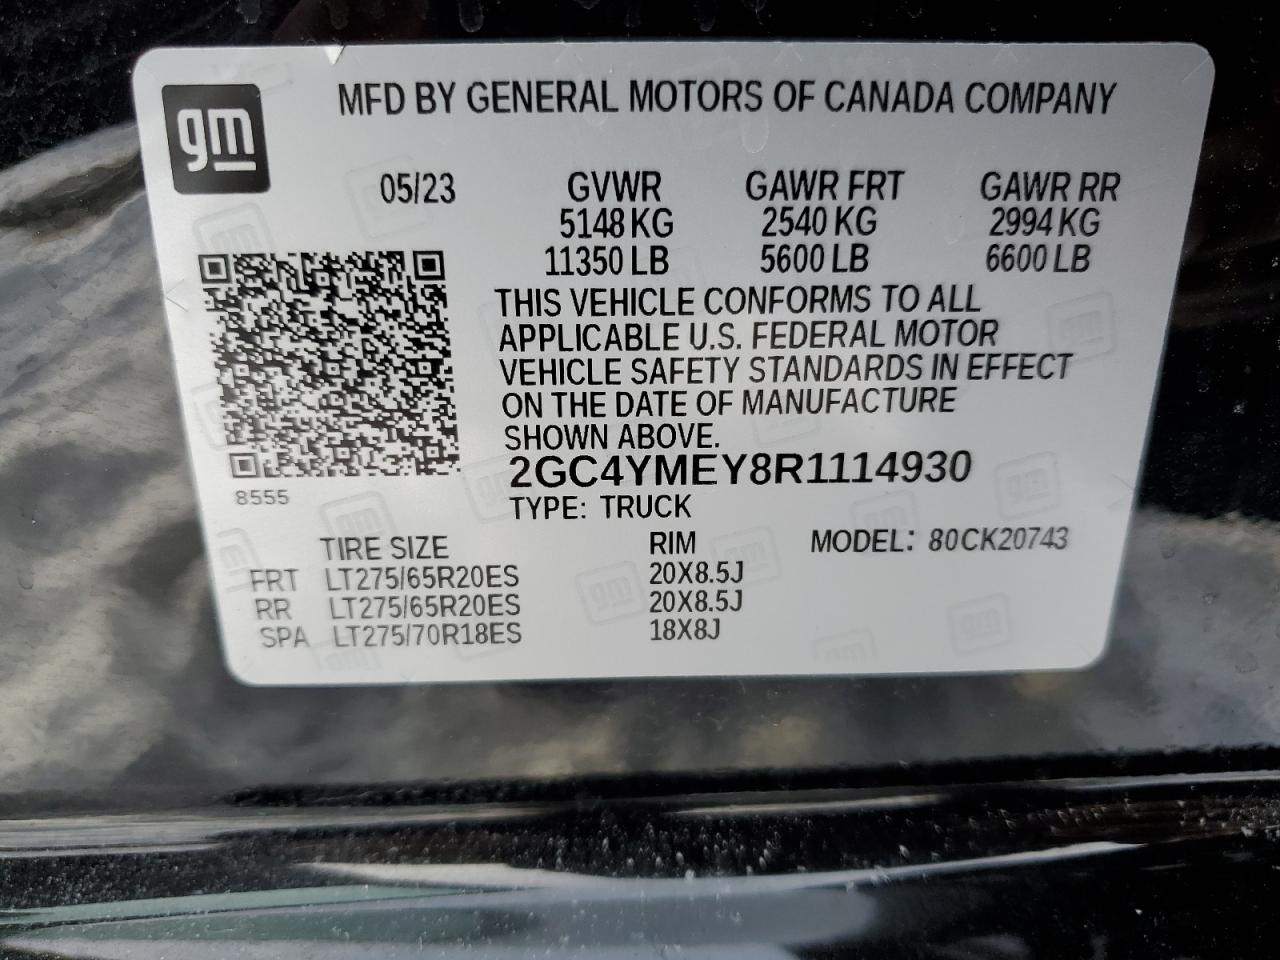 gm
MFD BY GENERAL MOTORS OF CANADA COMPANY
05/23 GVWR GAWR FRT GAWR RR
5148 KG 2540 KG 2994 KG
11350 LB 5600 LB 6600 LB
THIS VEHICLE CONFORMS TO ALL
APPLICABLE U.S. FEDERAL MOTOR
VEHICLE SAFETY STANDARDS IN EFFECT
ON THE DATE OF MANUFACTURE
SHOWN ABOVE.
2GC4YMEY8R1114930
8555
TYPE: TRUCK
TIRE SIZE RIM MODEL: 80CK20743
FRT LT275/65R20ES 20X8.5J
RR LT275/65R20ES 20X8.5J
SPA LT275/70R18ES 18X8J